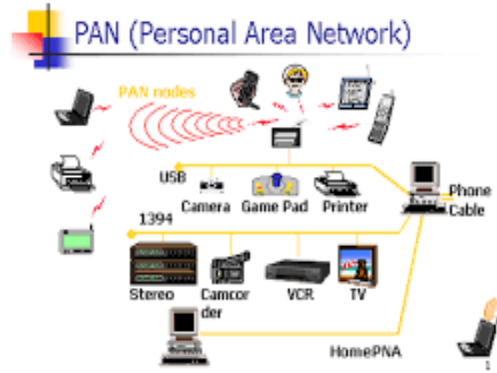 PAN (Personal Area Network)
PAN nodes
USB
Camera Game Pad Printer
Phone
Cable
1394
Stereo Camcor
der VCR TV
HomePNA
1